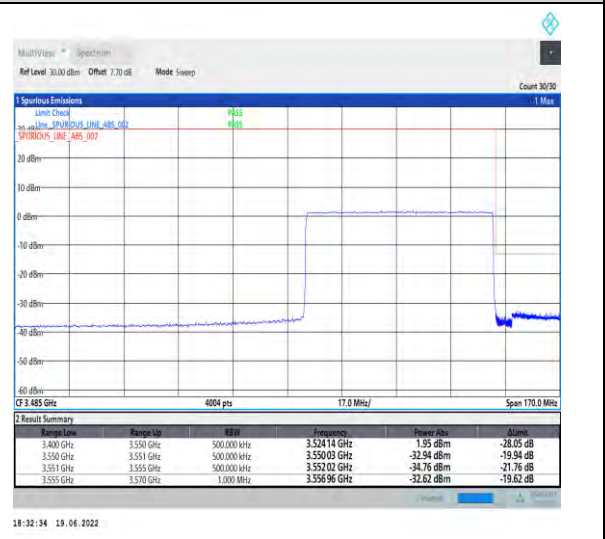 MultiView Spectrum
Ref Level 30.00 dBm Offset 7.70 dB Mode Sweep
Count 30/30
1 Spurious Emissions 1 Max
Limit Check PASS
Line _SPURIOUS_LINE_ABS_002 PASS
_SPURIOUS_LINE_ABS_002
20 dBm
10 dBm
0 dBm
-10 dBm
-20 dBm
-30 dBm
-40 dBm
-50 dBm
-60 dBm
CF 3.485 GHz 4004 pts 17.0 MHz/ Span 170.0 MHz
2 Result Summary
Range Low Range Up RBW Frequency Power Abs ΔLimit
3.400 GHz 3.550 GHz 500.000 kHz 3.52414 GHz 1.95 dBm -28.05 dB
3.550 GHz 3.551 GHz 500.000 kHz 3.55003 GHz -32.94 dBm -19.94 dB
3.551 GHz 3.555 GHz 500.000 kHz 3.55202 GHz -34.76 dBm -21.76 dB
3.555 GHz 3.570 GHz 1.000 MHz 3.55696 GHz -32.62 dBm -19.62 dB
18:32:34 19.06.2022